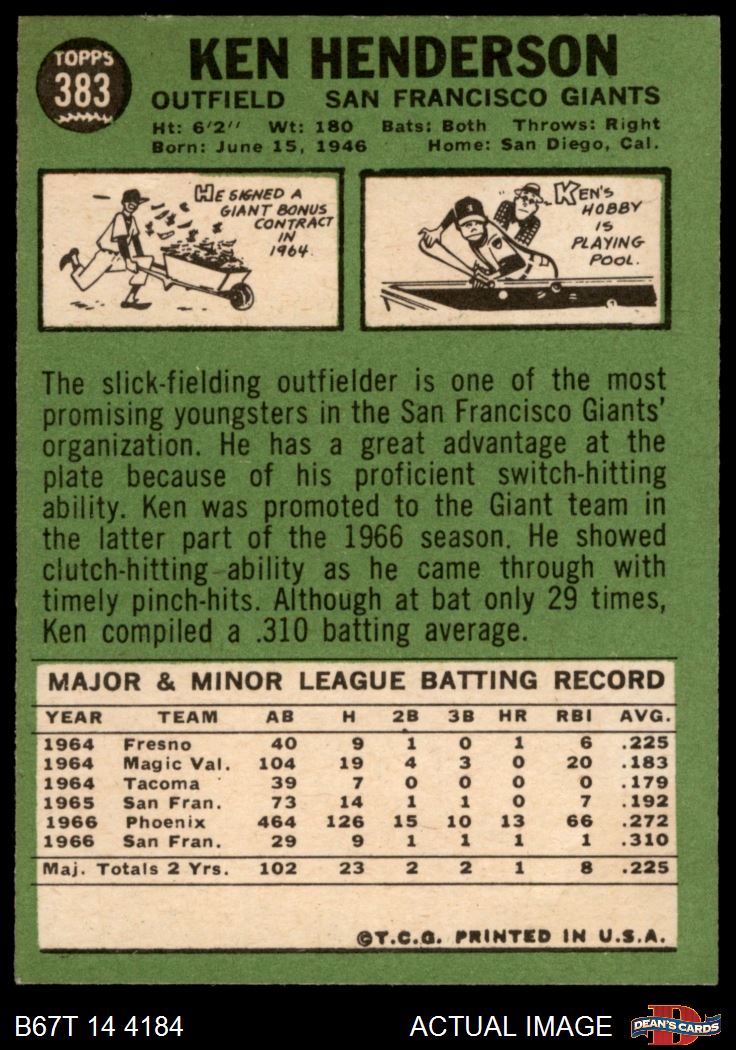 TOPPS
383
KEN HENDERSON
OUTFIELD SAN FRANCISCO GIANTS
Ht: 6'2" Wt: 180 Bats: Both Throws: Right
Born: June 15, 1946 Home: San Diego, Cal.
HE SIGNED A
GIANT BONUS
CONTRACT
IN
1964.
KEN'S
HOBBY
IS
PLAYING
POOL.
The slick-fielding outfielder is one of the most
promising youngsters in the San Francisco Giants'
organization. He has a great advantage at the
plate because of his proficient switch-hitting
ability. Ken was promoted to the Giant team in
the latter part of the 1966 season. He showed
clutch-hitting ability as he came through with
timely pinch-hits. Although at bat only 29 times,
Ken compiled a .310 batting average.
MAJOR & MINOR LEAGUE BATTING RECORD
YEAR TEAM AB H 2B 3B HR RBI AVG.
1964 Fresno 40 9 1 0 1 6 .225
1964 Magic Val. 104 19 4 3 0 20 .183
1964 Tacoma 39 7 0 0 0 0 .179
1965 San Fran. 73 14 1 1 0 7 .192
1966 Phoenix 464 126 15 10 13 66 .272
1966 San Fran. 29 9 1 1 1 1 .310
Maj. Totals 2 Yrs. 102 23 2 2 1 8 .225
©T.C.G. PRINTED IN U.S.A.
B67T 14 4184 ACTUAL IMAGE
D
DEAN'S CARDS